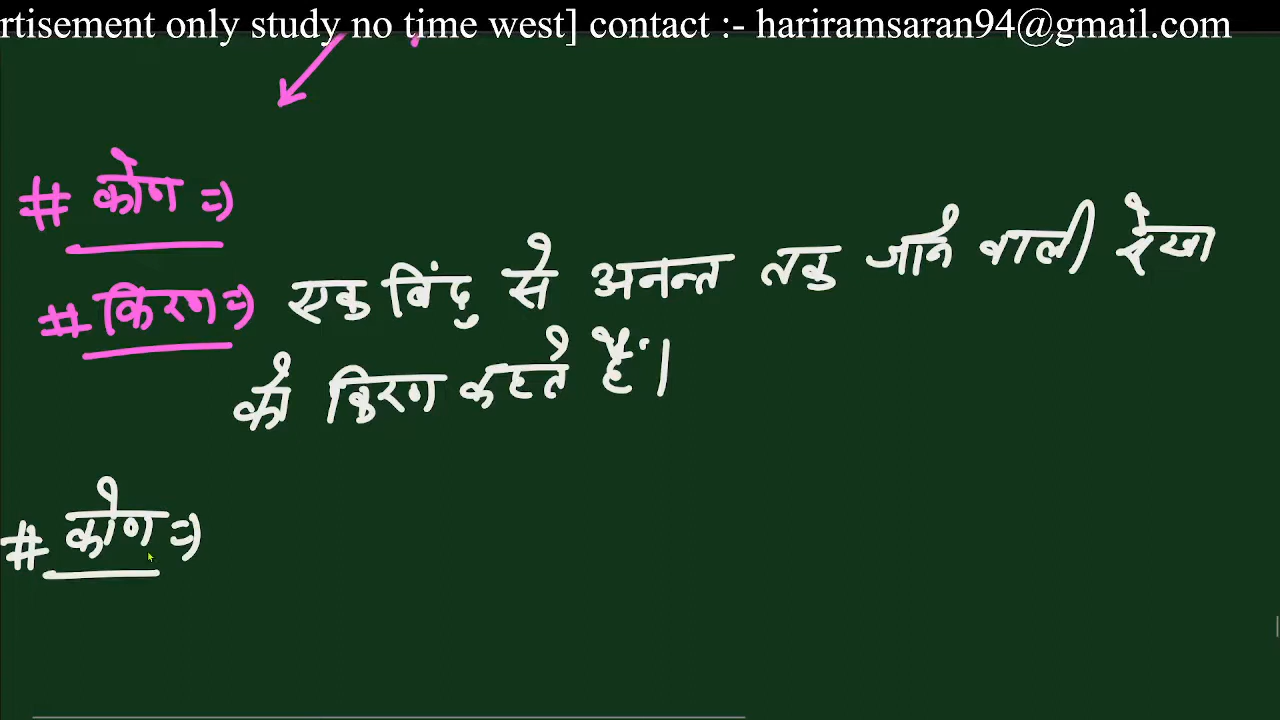 rtisement only study no time west] contact :- hariramsaran94@gmail.com
# कोण =>
# किरण => एक बिंदु से अनन्त तक जाने वाली रेखा
को किरण कहते हैं।
# कोण =>